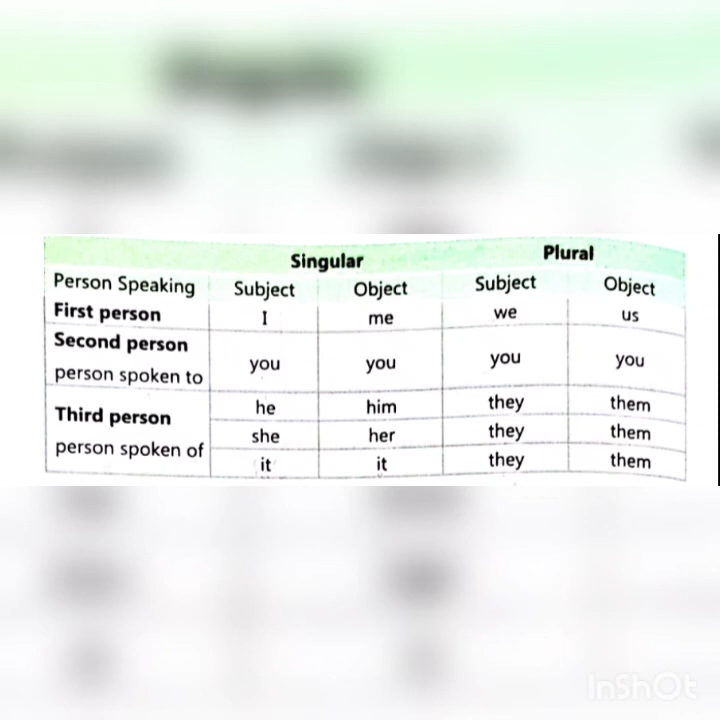 Singular Plural
Person Speaking Subject Object Subject Object
First person I me we us
Second person
person spoken to you you you you
Third person
person spoken of
he him they them
she her they them
it it they them
InShOt